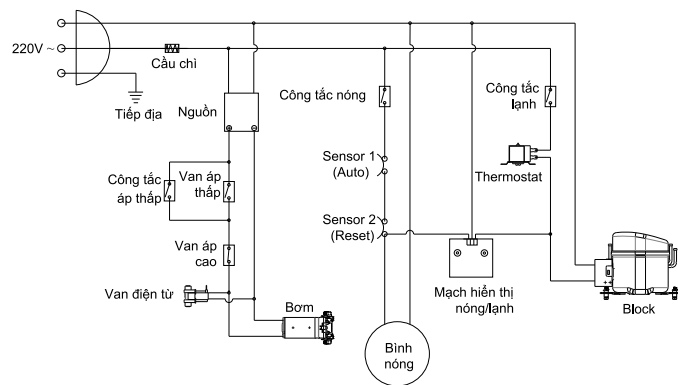 220V ~
Cầu chì
Tiếp địa
Nguồn
Công tắc nóng
Công tắc
lạnh
Sensor 1
(Auto)
Thermostat
Công tắc
áp thấp
Van áp
thấp
Sensor 2
(Reset)
Van áp
cao
Van điện từ
Bơm
Mạch hiển thị
nóng/lạnh
Block
Bình
nóng